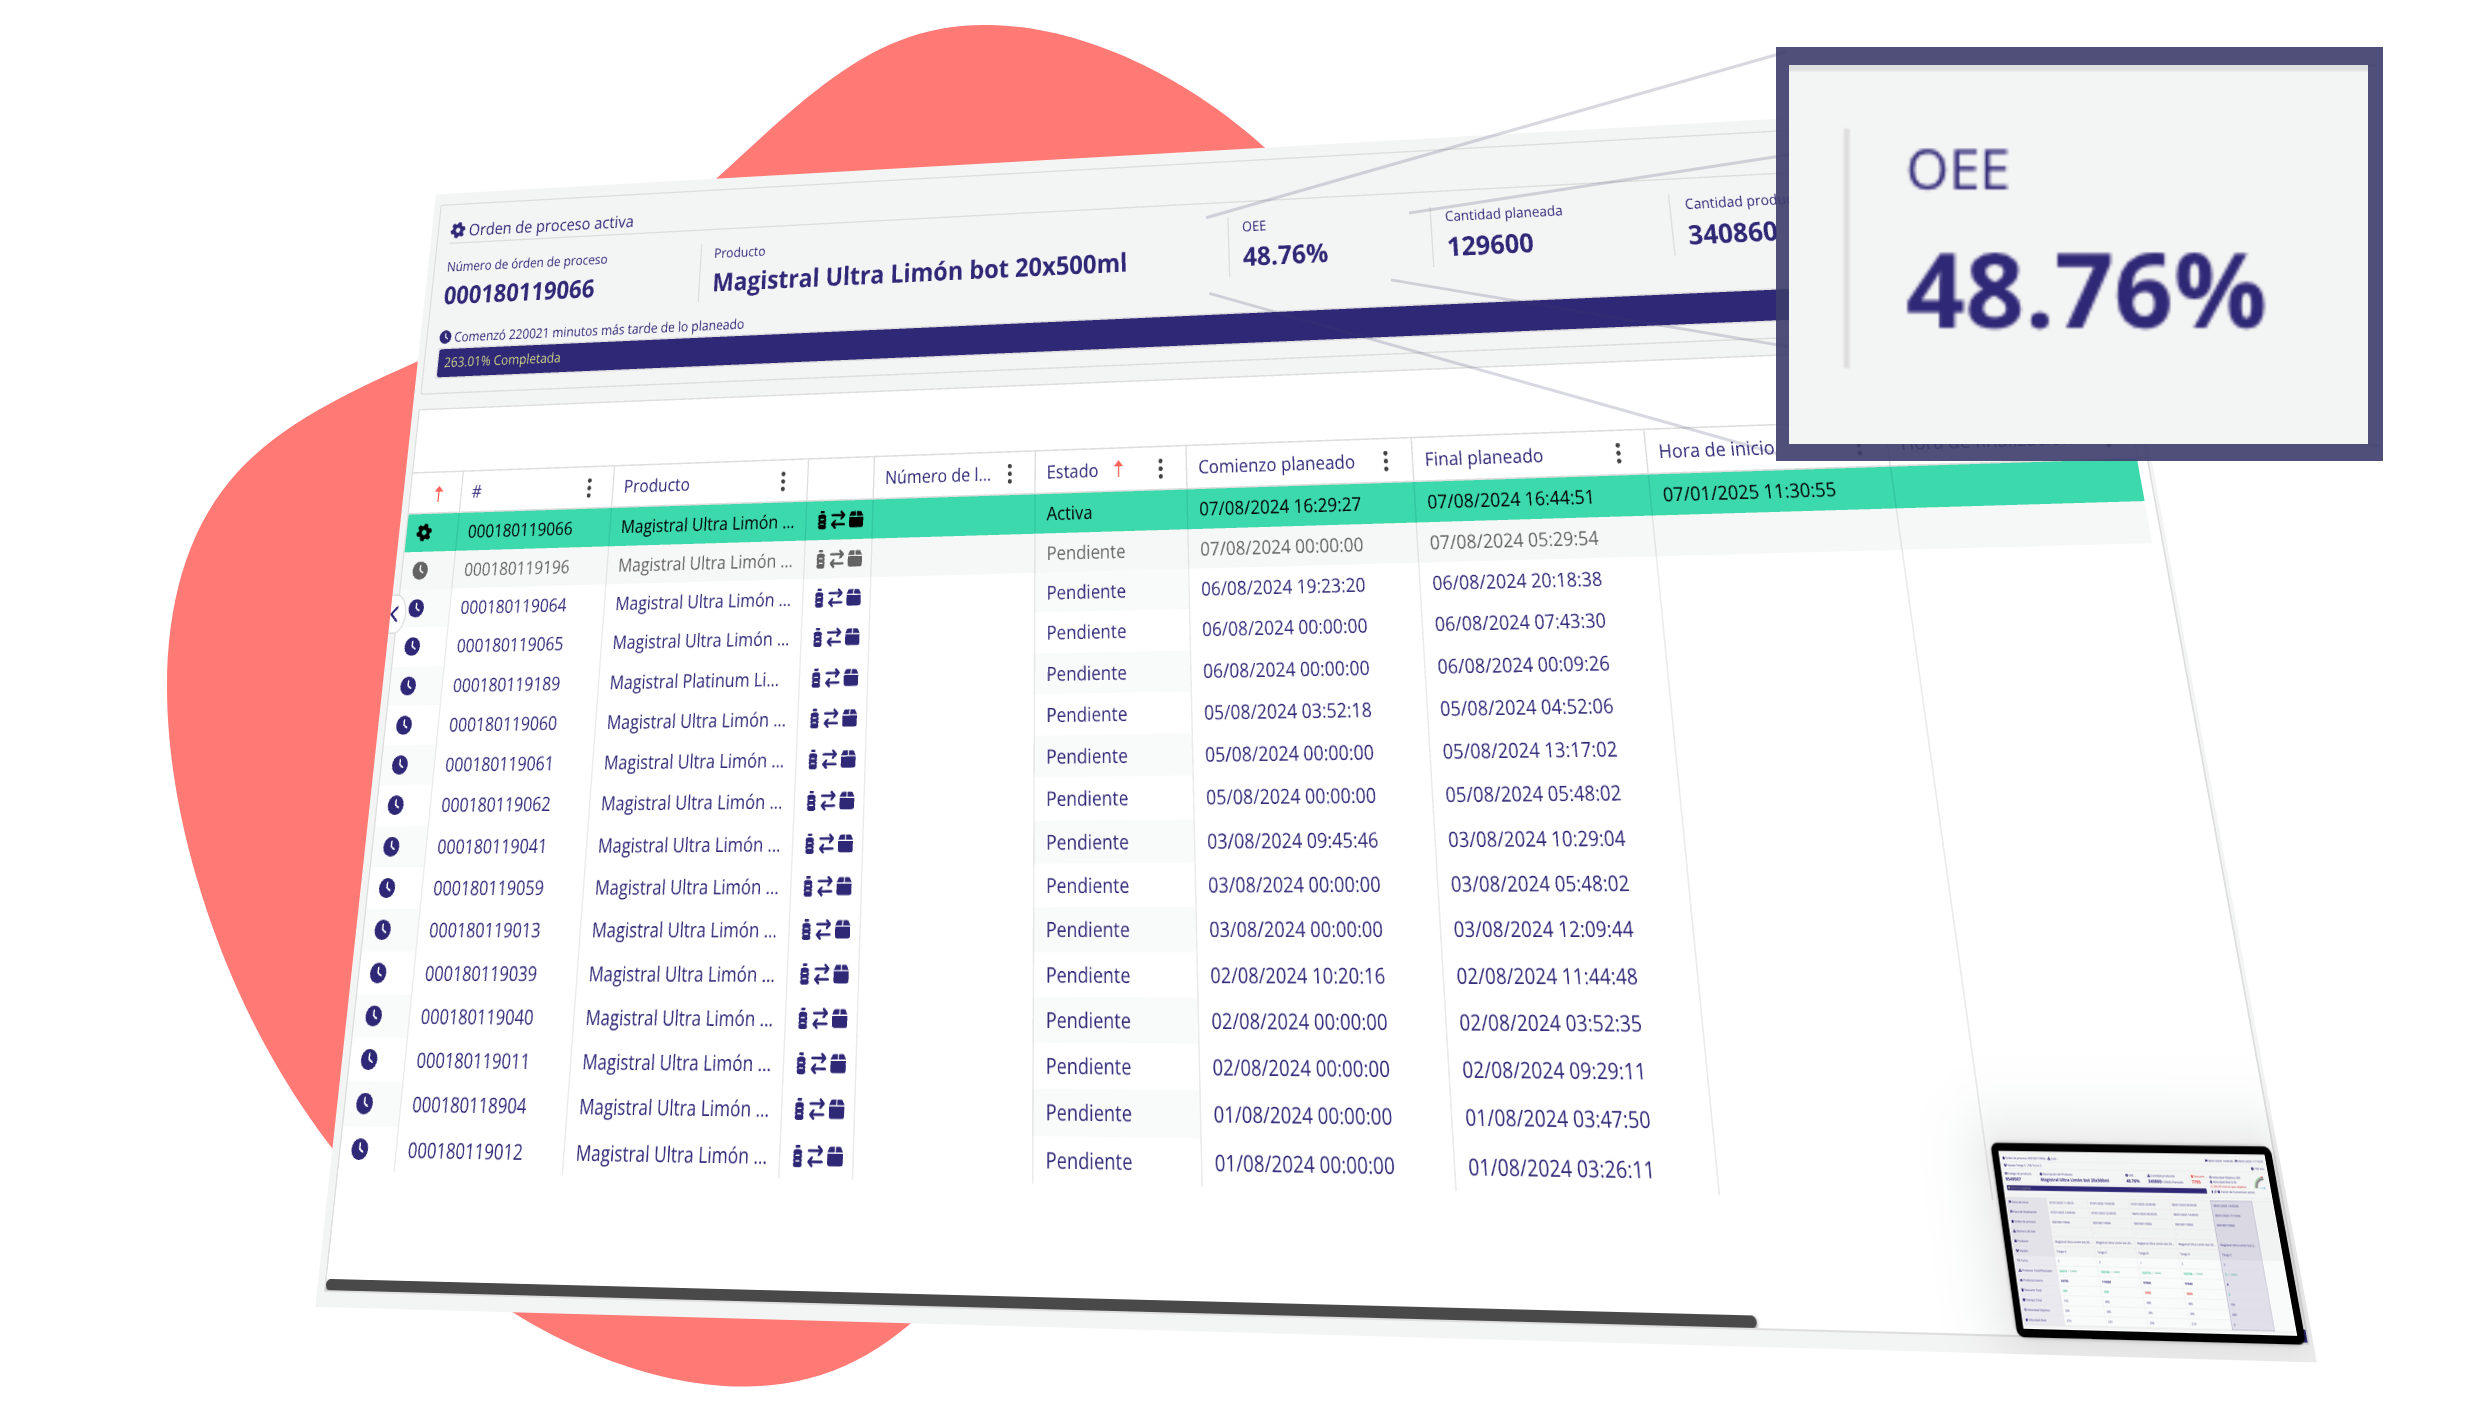 Orden de proceso activa
Número de órden de proceso
000180119066
Producto
Magistral Ultra Limón bot 20x500ml
OEE
48.76%
Cantidad planeada
129600
Cantidad produ
340860
OEE
48.76%
Comenzó 220021 minutos más tarde de lo planeado
263.01% Completada
# Producto Número de l... Estado Comienzo planeado Final planeado Hora de inicio
000180119066 Magistral Ultra Limón ... Activa 07/08/2024 16:29:27 07/08/2024 16:44:51 07/01/2025 11:30:55
000180119196 Magistral Ultra Limón ... Pendiente 07/08/2024 00:00:00 07/08/2024 05:29:54
000180119064 Magistral Ultra Limón ... Pendiente 06/08/2024 19:23:20 06/08/2024 20:18:38
000180119065 Magistral Ultra Limón ... Pendiente 06/08/2024 00:00:00 06/08/2024 07:43:30
000180119189 Magistral Platinum Li... Pendiente 06/08/2024 00:00:00 06/08/2024 00:09:26
000180119060 Magistral Ultra Limón ... Pendiente 05/08/2024 03:52:18 05/08/2024 04:52:06
000180119061 Magistral Ultra Limón ... Pendiente 05/08/2024 00:00:00 05/08/2024 13:17:02
000180119062 Magistral Ultra Limón ... Pendiente 05/08/2024 00:00:00 05/08/2024 05:48:02
000180119041 Magistral Ultra Limón ... Pendiente 03/08/2024 09:45:46 03/08/2024 10:29:04
000180119059 Magistral Ultra Limón ... Pendiente 03/08/2024 00:00:00 03/08/2024 05:48:02
000180119013 Magistral Ultra Limón ... Pendiente 03/08/2024 00:00:00 03/08/2024 12:09:44
000180119039 Magistral Ultra Limón ... Pendiente 02/08/2024 10:20:16 02/08/2024 11:44:48
000180119040 Magistral Ultra Limón ... Pendiente 02/08/2024 00:00:00 02/08/2024 03:52:35
000180119011 Magistral Ultra Limón ... Pendiente 02/08/2024 00:00:00 02/08/2024 09:29:11
000180118904 Magistral Ultra Limón ... Pendiente 01/08/2024 00:00:00 01/08/2024 03:47:50
000180119012 Magistral Ultra Limón ... Pendiente 01/08/2024 00:00:00 01/08/2024 03:26:11
Magistral Ultra Limón bot 20x500ml